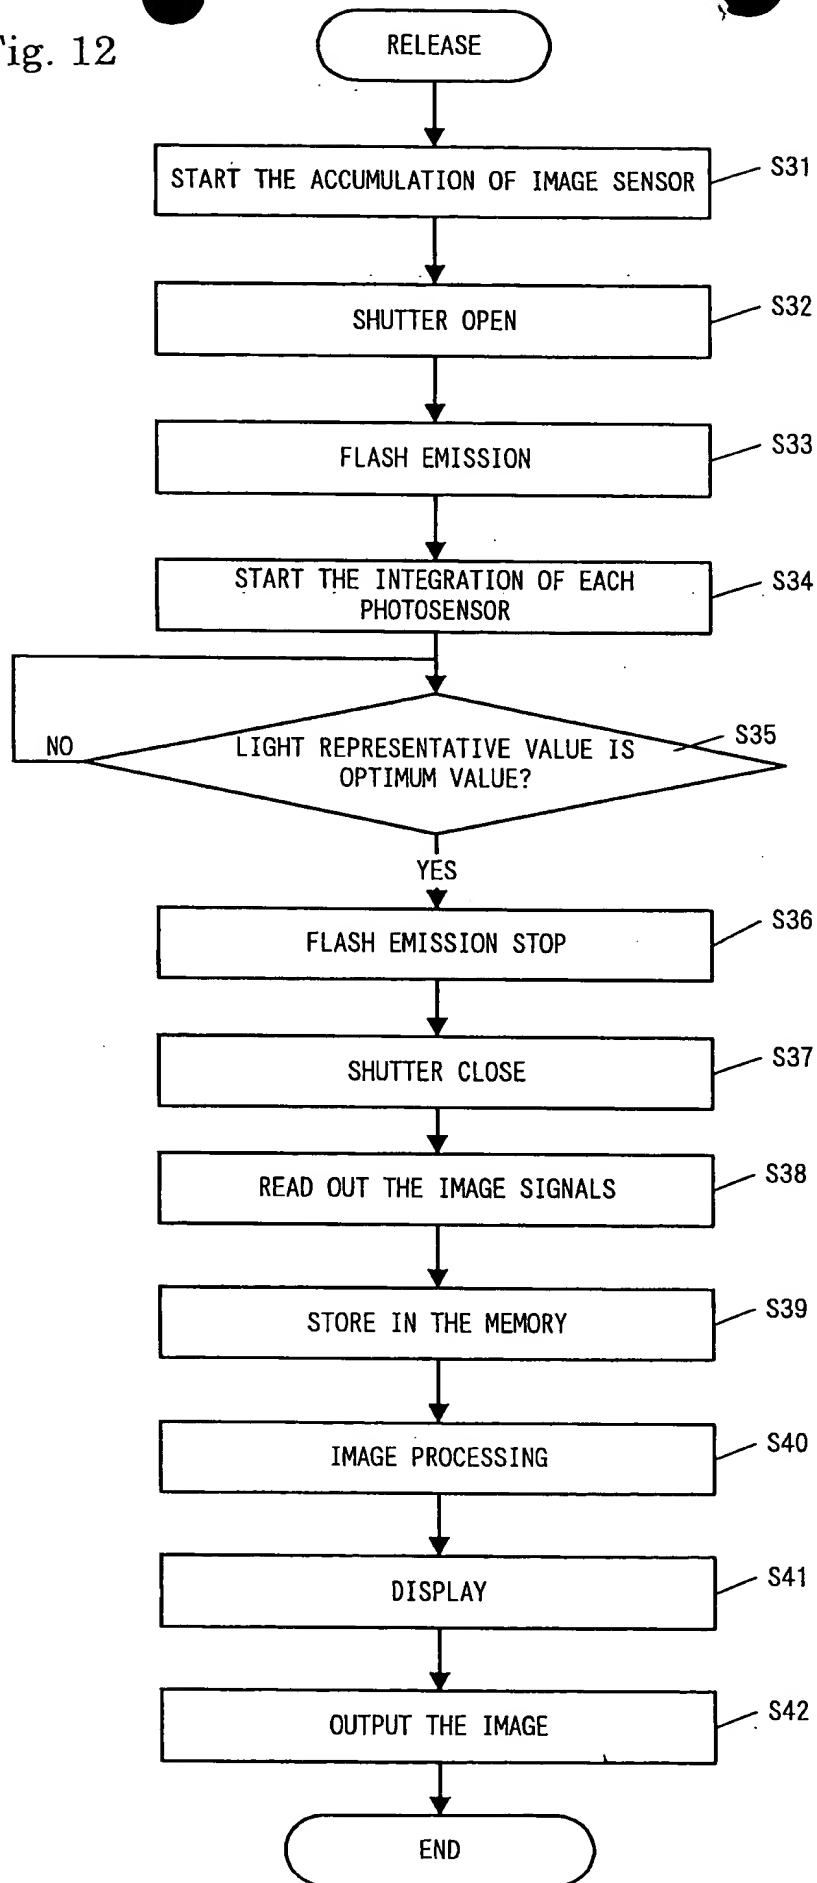 Fig. 12
RELEASE
START THE ACCUMULATION OF IMAGE SENSOR
S31
SHUTTER OPEN
S32
FLASH EMISSION
S33
START THE INTEGRATION OF EACH
PHOTOSENSOR
S34
LIGHT REPRESENTATIVE VALUE IS
OPTIMUM VALUE?
S35
NO
YES
FLASH EMISSION STOP
S36
SHUTTER CLOSE
S37
READ OUT THE IMAGE SIGNALS
S38
STORE IN THE MEMORY
S39
IMAGE PROCESSING
S40
DISPLAY
S41
OUTPUT THE IMAGE
S42
END